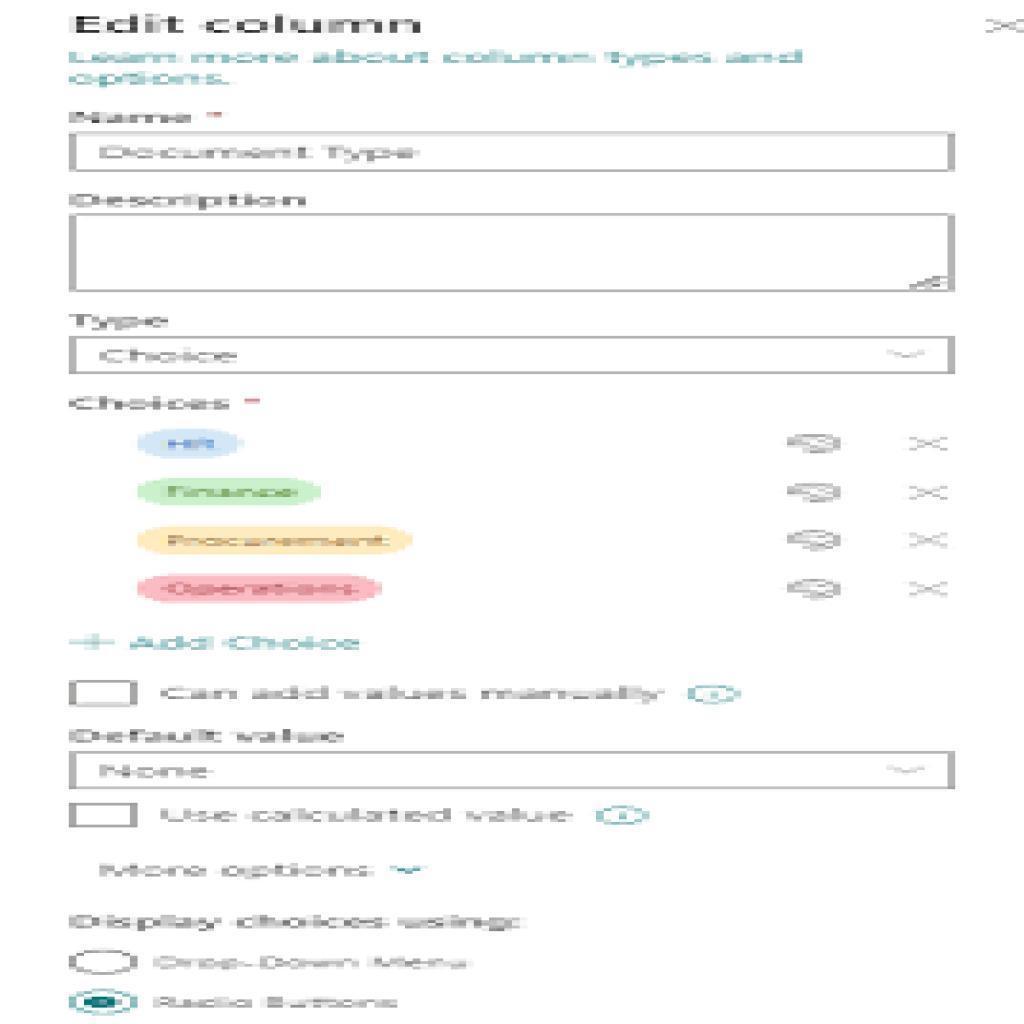 Edit column
Learn more about column types and
options.
Name *
Document Type
Description
Type
Choice
Choices *
HR
Finance
Procurement
Operations
+ Add Choice
Can add values manually
Default value
None
Use calculated value
More options
Display choices using:
Drop-Down Menu
Radio Buttons